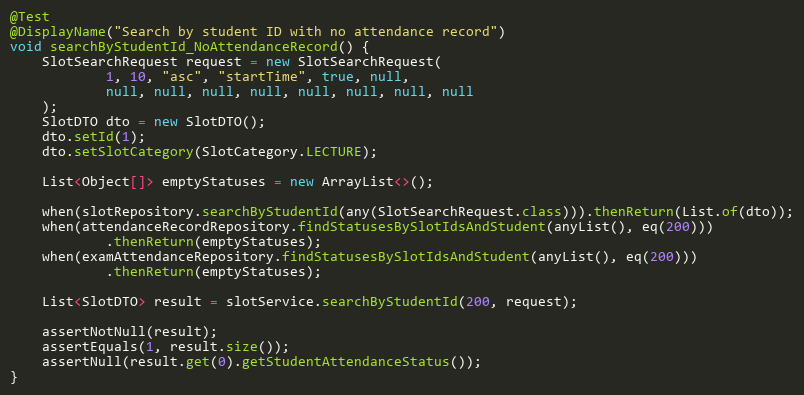 @Test
@DisplayName("Search by student ID with no attendance record")
void searchByStudentId_NoAttendanceRecord() {
    SlotSearchRequest request = new SlotSearchRequest(
            1, 10, "asc", "startTime", true, null,
            null, null, null, null, null, null, null, null
    );
    SlotDTO dto = new SlotDTO();
    dto.setId(1);
    dto.setSlotCategory(SlotCategory.LECTURE);

    List<Object[]> emptyStatuses = new ArrayList<>();

    when(slotRepository.searchByStudentId(any(SlotSearchRequest.class))).thenReturn(List.of(dto));
    when(attendanceRecordRepository.findStatusesBySlotIdsAndStudent(anyList(), eq(200)))
            .thenReturn(emptyStatuses);
    when(examAttendanceRepository.findStatusesBySlotIdsAndStudent(anyList(), eq(200)))
            .thenReturn(emptyStatuses);

    List<SlotDTO> result = slotService.searchByStudentId(200, request);

    assertNotNull(result);
    assertEquals(1, result.size());
    assertNull(result.get(0).getStudentAttendanceStatus());
}